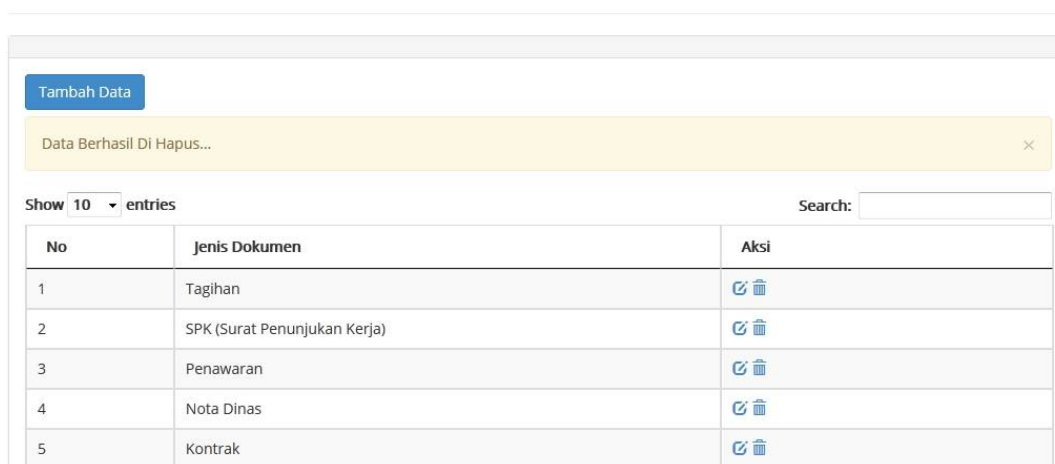 Tambah Data
Data Berhasil Di Hapus...
×
Show 10 entries
Search:
No Jenis Dokumen Aksi
1 Tagihan
2 SPK (Surat Penunjukan Kerja)
3 Penawaran
4 Nota Dinas
5 Kontrak